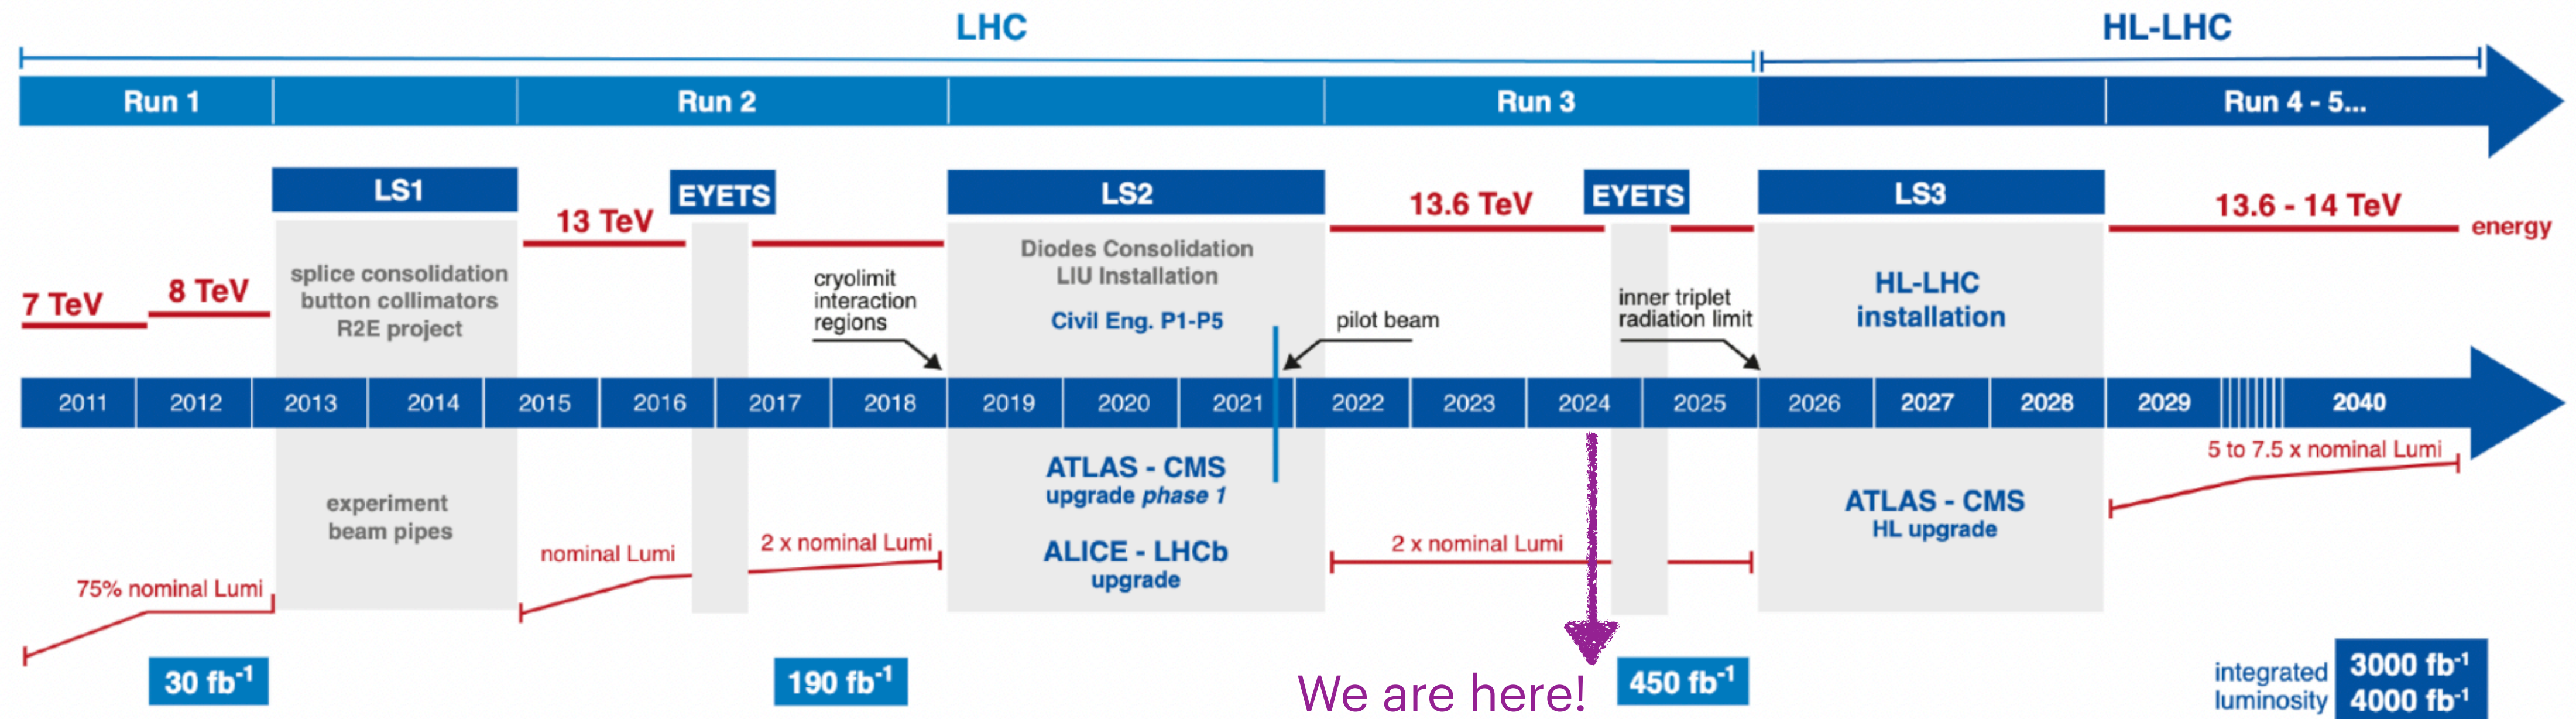 LHC
HL-LHC
Run 1
Run 2
Run 3
Run 4 - 5...
LS1
EYETS
LS2
EYETS
LS3
13 TeV
13.6 TeV
13.6 - 14 TeV
energy
7 TeV
8 TeV
splice consolidation
button collimators
R2E project
cryolimit
interaction
regions
Diodes Consolidation
LIU Installation
Civil Eng. P1-P5
pilot beam
inner triplet
radiation limit
HL-LHC
installation
2011
2012
2013
2014
2015
2016
2017
2018
2019
2020
2021
2022
2023
2024
2025
2026
2027
2028
2029
2040
experiment
beam pipes
75% nominal Lumi
nominal Lumi
2 x nominal Lumi
ATLAS - CMS
upgrade phase 1
ALICE - LHCb
upgrade
2 x nominal Lumi
ATLAS - CMS
HL upgrade
5 to 7.5 x nominal Lumi
30 fb⁻¹
190 fb⁻¹
We are here!
450 fb⁻¹
integrated
luminosity
3000 fb⁻¹
4000 fb⁻¹